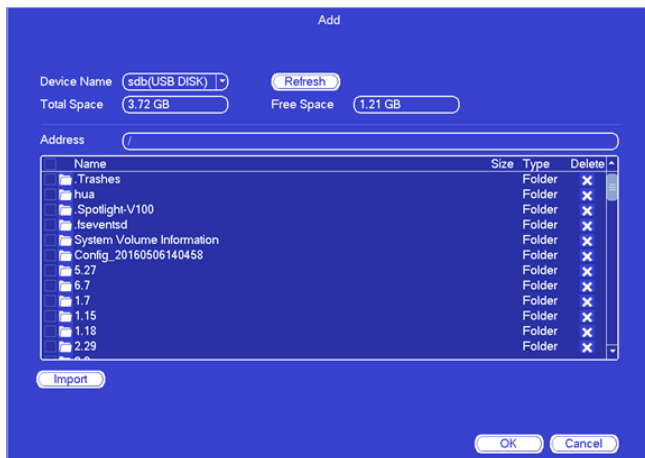 Add
Device Name sdb(USB DISK) Refresh
Total Space 3.72 GB Free Space 1.21 GB
Address /
Name Size Type Delete
.Trashes Folder
hua Folder
.Spotlight-V100 Folder
.fseventsd Folder
System Volume Information Folder
Config_20160506140458 Folder
5.27 Folder
6.7 Folder
1.7 Folder
1.15 Folder
1.18 Folder
2.29 Folder
Import
OK Cancel